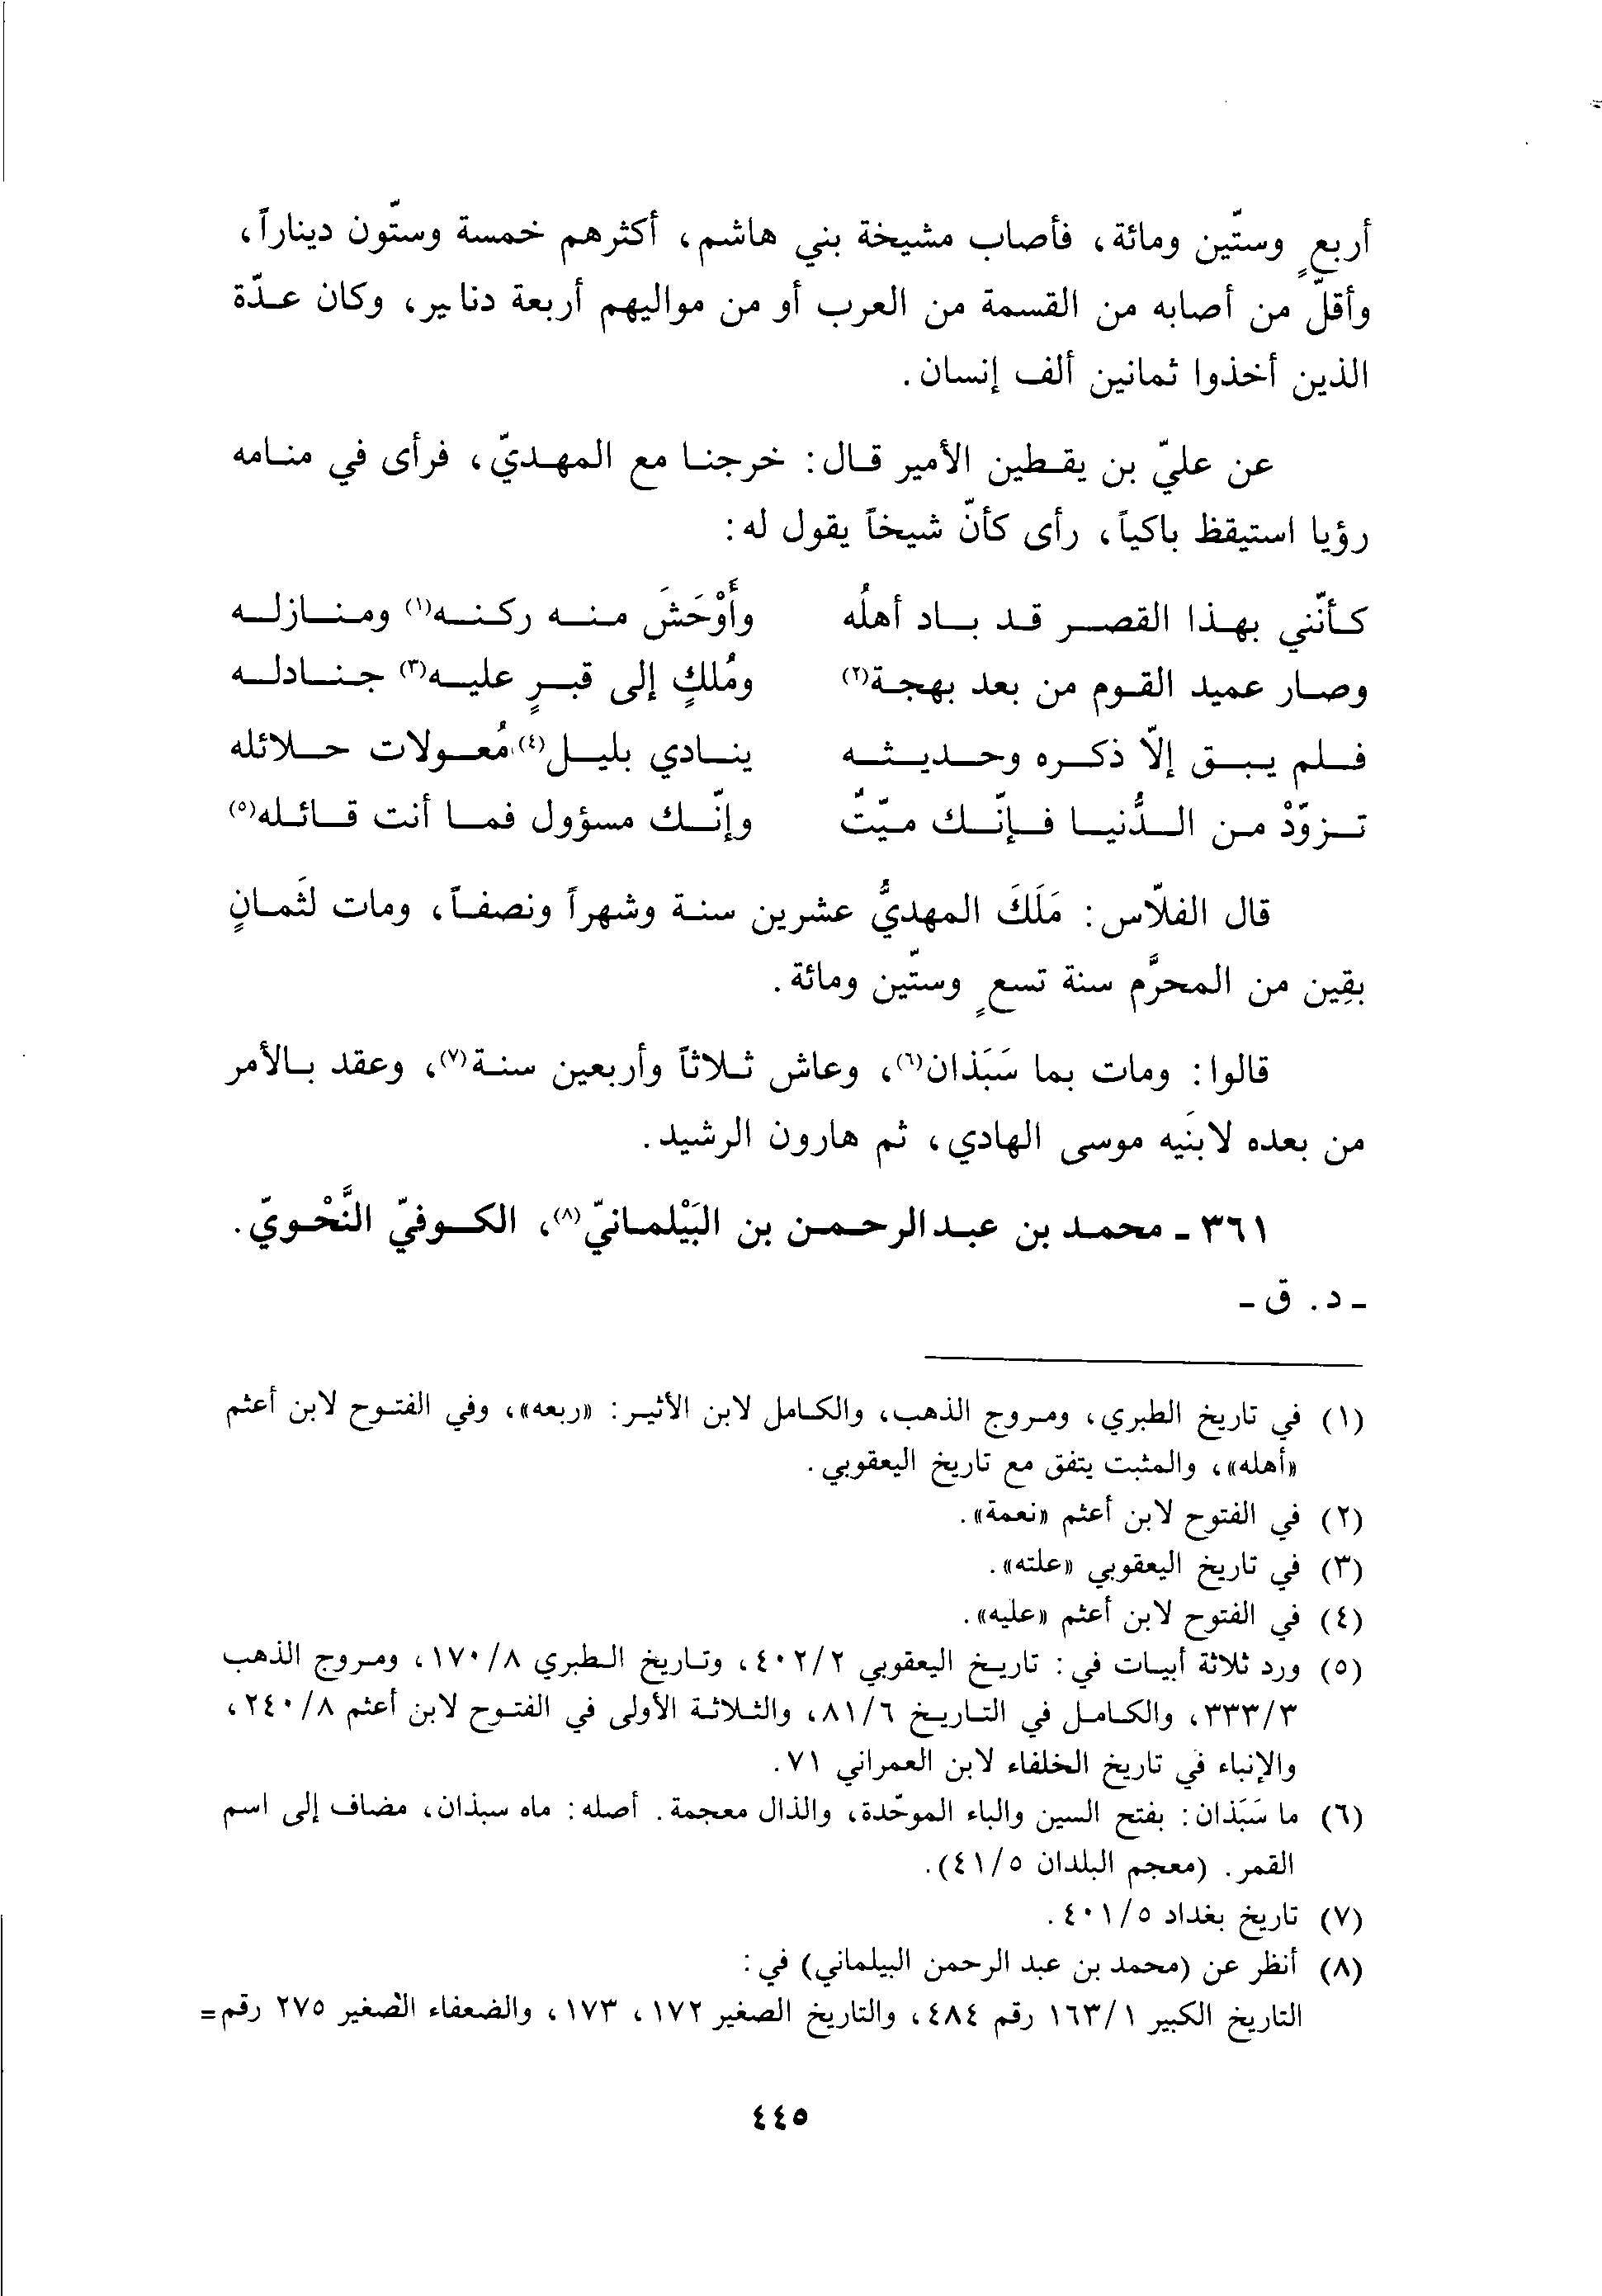 أربعٍ وستّين ومائة، فأصاب مشيخة بني هاشم، أكثرهم خمسة وستّون ديناراً،
وأقلّ من أصابه من القسمة من العرب أو من مواليهم أربعة دنانير، وكان عدّة
الذين أخذوا ثمانين ألف إنسان.
عن عليّ بن يقطين الأمير قال: خرجنا مع المهديّ، فرأى في منامه
رؤيا استيقظ باكياً، رأى كأنّ شيخاً يقول له:
كأنّني بهذا القصر قد باد أهلُه وأَوْحَشَ منه ركنه(١) ومنازله
وصار عميد القوم من بعد بهجة(٢) ومُلكٍ إلى قبرٍ عليه(٣) جنادله
فلم يبق إلاّ ذكره وحديثه ينادي بليل(٤) مُعولات حلائله
تزوّدْ من الدُّنيا فإنّك ميّتٌ وإنّك مسؤول فما أنت قائله(٥)
قال الفلاّس: مَلَكَ المهديُّ عشرين سنة وشهراً ونصفاً، ومات لثَمانٍ
بقِين من المحرَّم سنة تسعٍ وستّين ومائة.
قالوا: ومات بما سَبَذان(٦)، وعاش ثلاثاً وأربعين سنة(٧)، وعقد بالأمر
من بعده لابنَيه موسى الهادي، ثم هارون الرشيد.
٣٦١ - محمد بن عبدالرحمن بن البَيْلمانيّ(٨)، الكوفيّ النَّحْويّ.
- د. ق -
(١) في تاريخ الطبري، ومروج الذهب، والكامل لابن الأثير: «ربعه»، وفي الفتوح لابن أعثم
«أهله»، والمثبت يتفق مع تاريخ اليعقوبي.
(٢) في الفتوح لابن أعثم «نعمة».
(٣) في تاريخ اليعقوبي «علته».
(٤) في الفتوح لابن أعثم «عليه».
(٥) ورد ثلاثة أبيات في: تاريخ اليعقوبي ٤٠٢/٢، وتاريخ الطبري ١٧٠/٨، ومروج الذهب
٣٣٣/٣، والكامل في التاريخ ٨١/٦، والثلاثة الأولى في الفتوح لابن أعثم ٢٤٠/٨،
والإنباء في تاريخ الخلفاء لابن العمراني ٧١.
(٦) ما سَبَذان: بفتح السين والباء الموحّدة، والذال معجمة. أصله: ماه سبذان، مضاف إلى اسم
القمر. (معجم البلدان ٤١/٥).
(٧) تاريخ بغداد ٤٠١/٥.
(٨) أنظر عن (محمد بن عبد الرحمن البيلماني) في:
التاريخ الكبير ١٦٣/١ رقم ٤٨٤، والتاريخ الصغير ١٧٢، ١٧٣، والضعفاء الصغير ٢٧٥ رقم=
٤٤٥